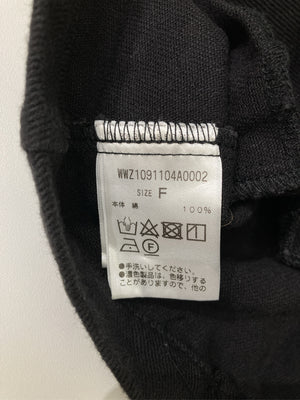 WWZ1091104A0002
SIZE F
本体 綿 100%
F
●手洗いしてください。
●濃色製品は、色移りする
ことがありますので、他の